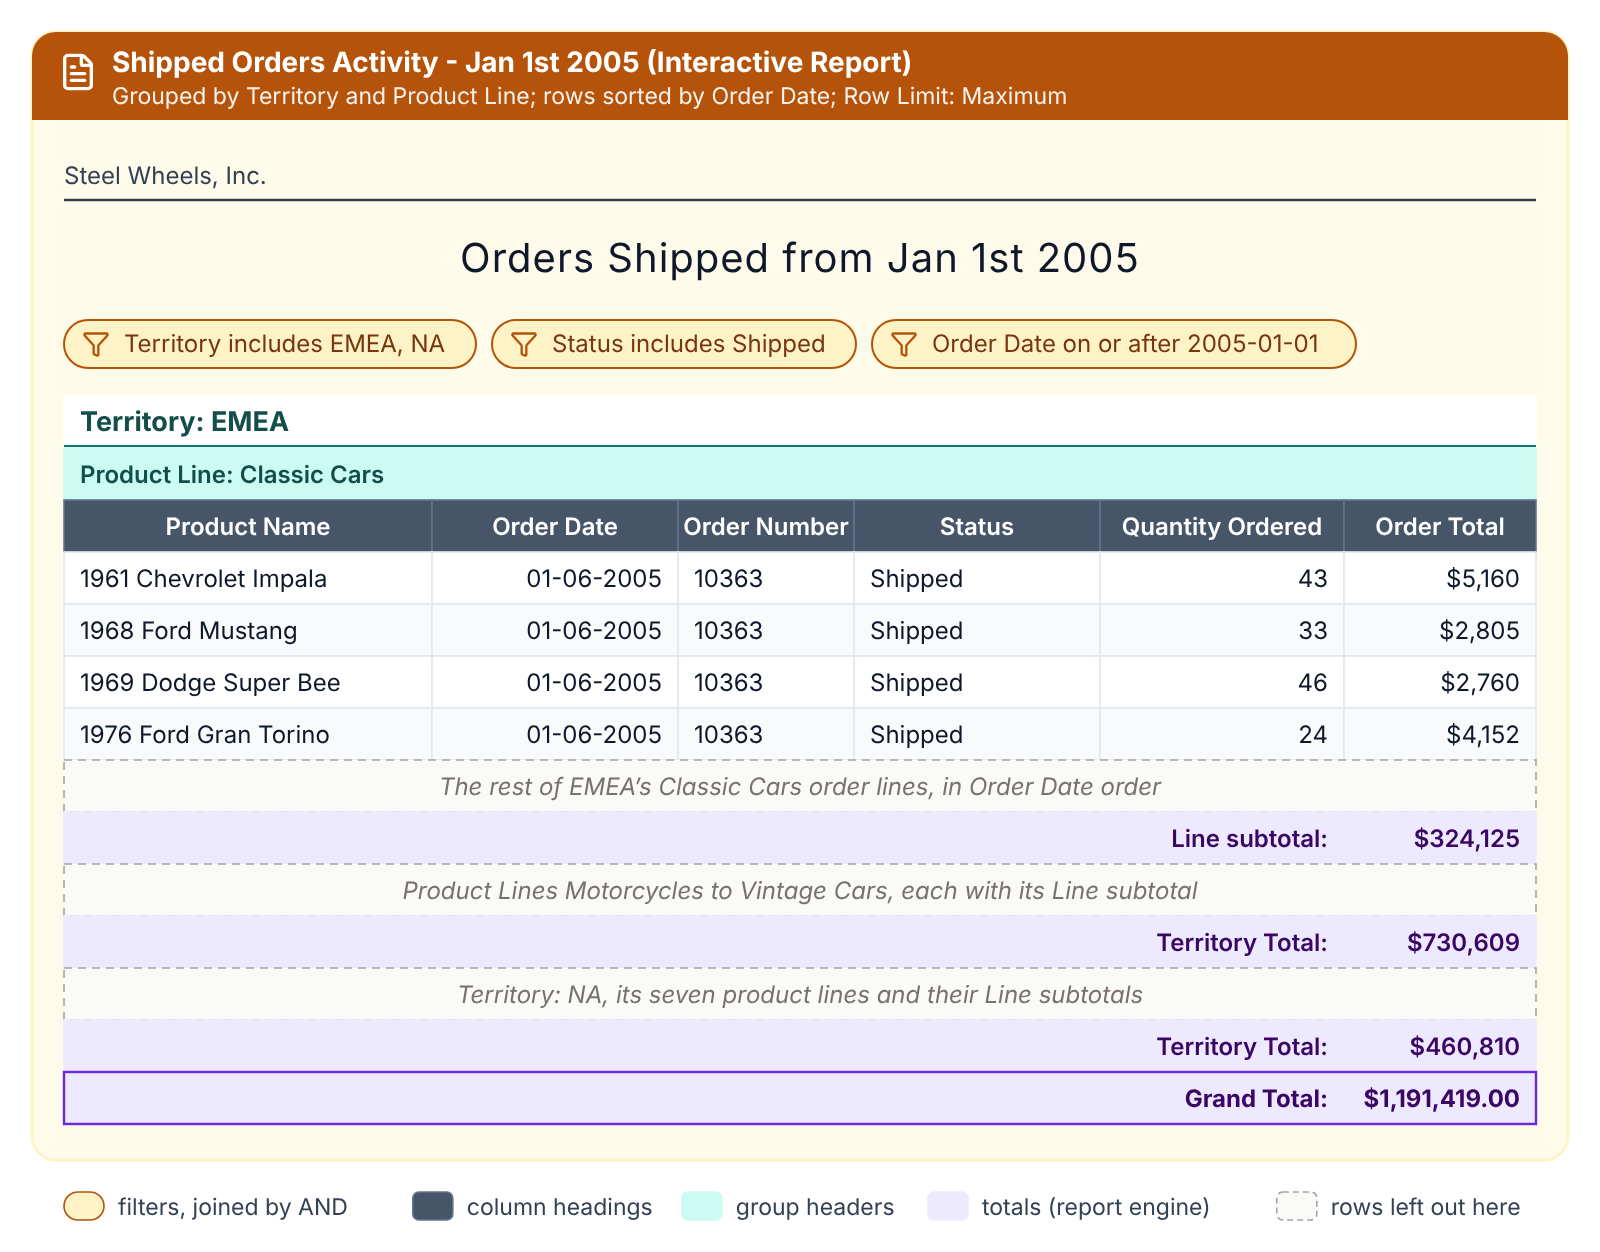 Shipped Orders Activity - Jan 1st 2005 (Interactive Report)
Grouped by Territory and Product Line; rows sorted by Order Date; Row Limit: Maximum
Steel Wheels, Inc.
Orders Shipped from Jan 1st 2005
Territory includes EMEA, NA Status includes Shipped Order Date on or after 2005-01-01
Territory: EMEA
Product Line: Classic Cars
Product Name Order Date Order Number Status Quantity Ordered Order Total
1961 Chevrolet Impala 01-06-2005 10363 Shipped 43 $5,160
1968 Ford Mustang 01-06-2005 10363 Shipped 33 $2,805
1969 Dodge Super Bee 01-06-2005 10363 Shipped 46 $2,760
1976 Ford Gran Torino 01-06-2005 10363 Shipped 24 $4,152
The rest of EMEA’s Classic Cars order lines, in Order Date order
Line subtotal: $324,125
Product Lines Motorcycles to Vintage Cars, each with its Line subtotal
Territory Total: $730,609
Territory: NA, its seven product lines and their Line subtotals
Territory Total: $460,810
Grand Total: $1,191,419.00
filters, joined by AND column headings group headers totals (report engine) rows left out here